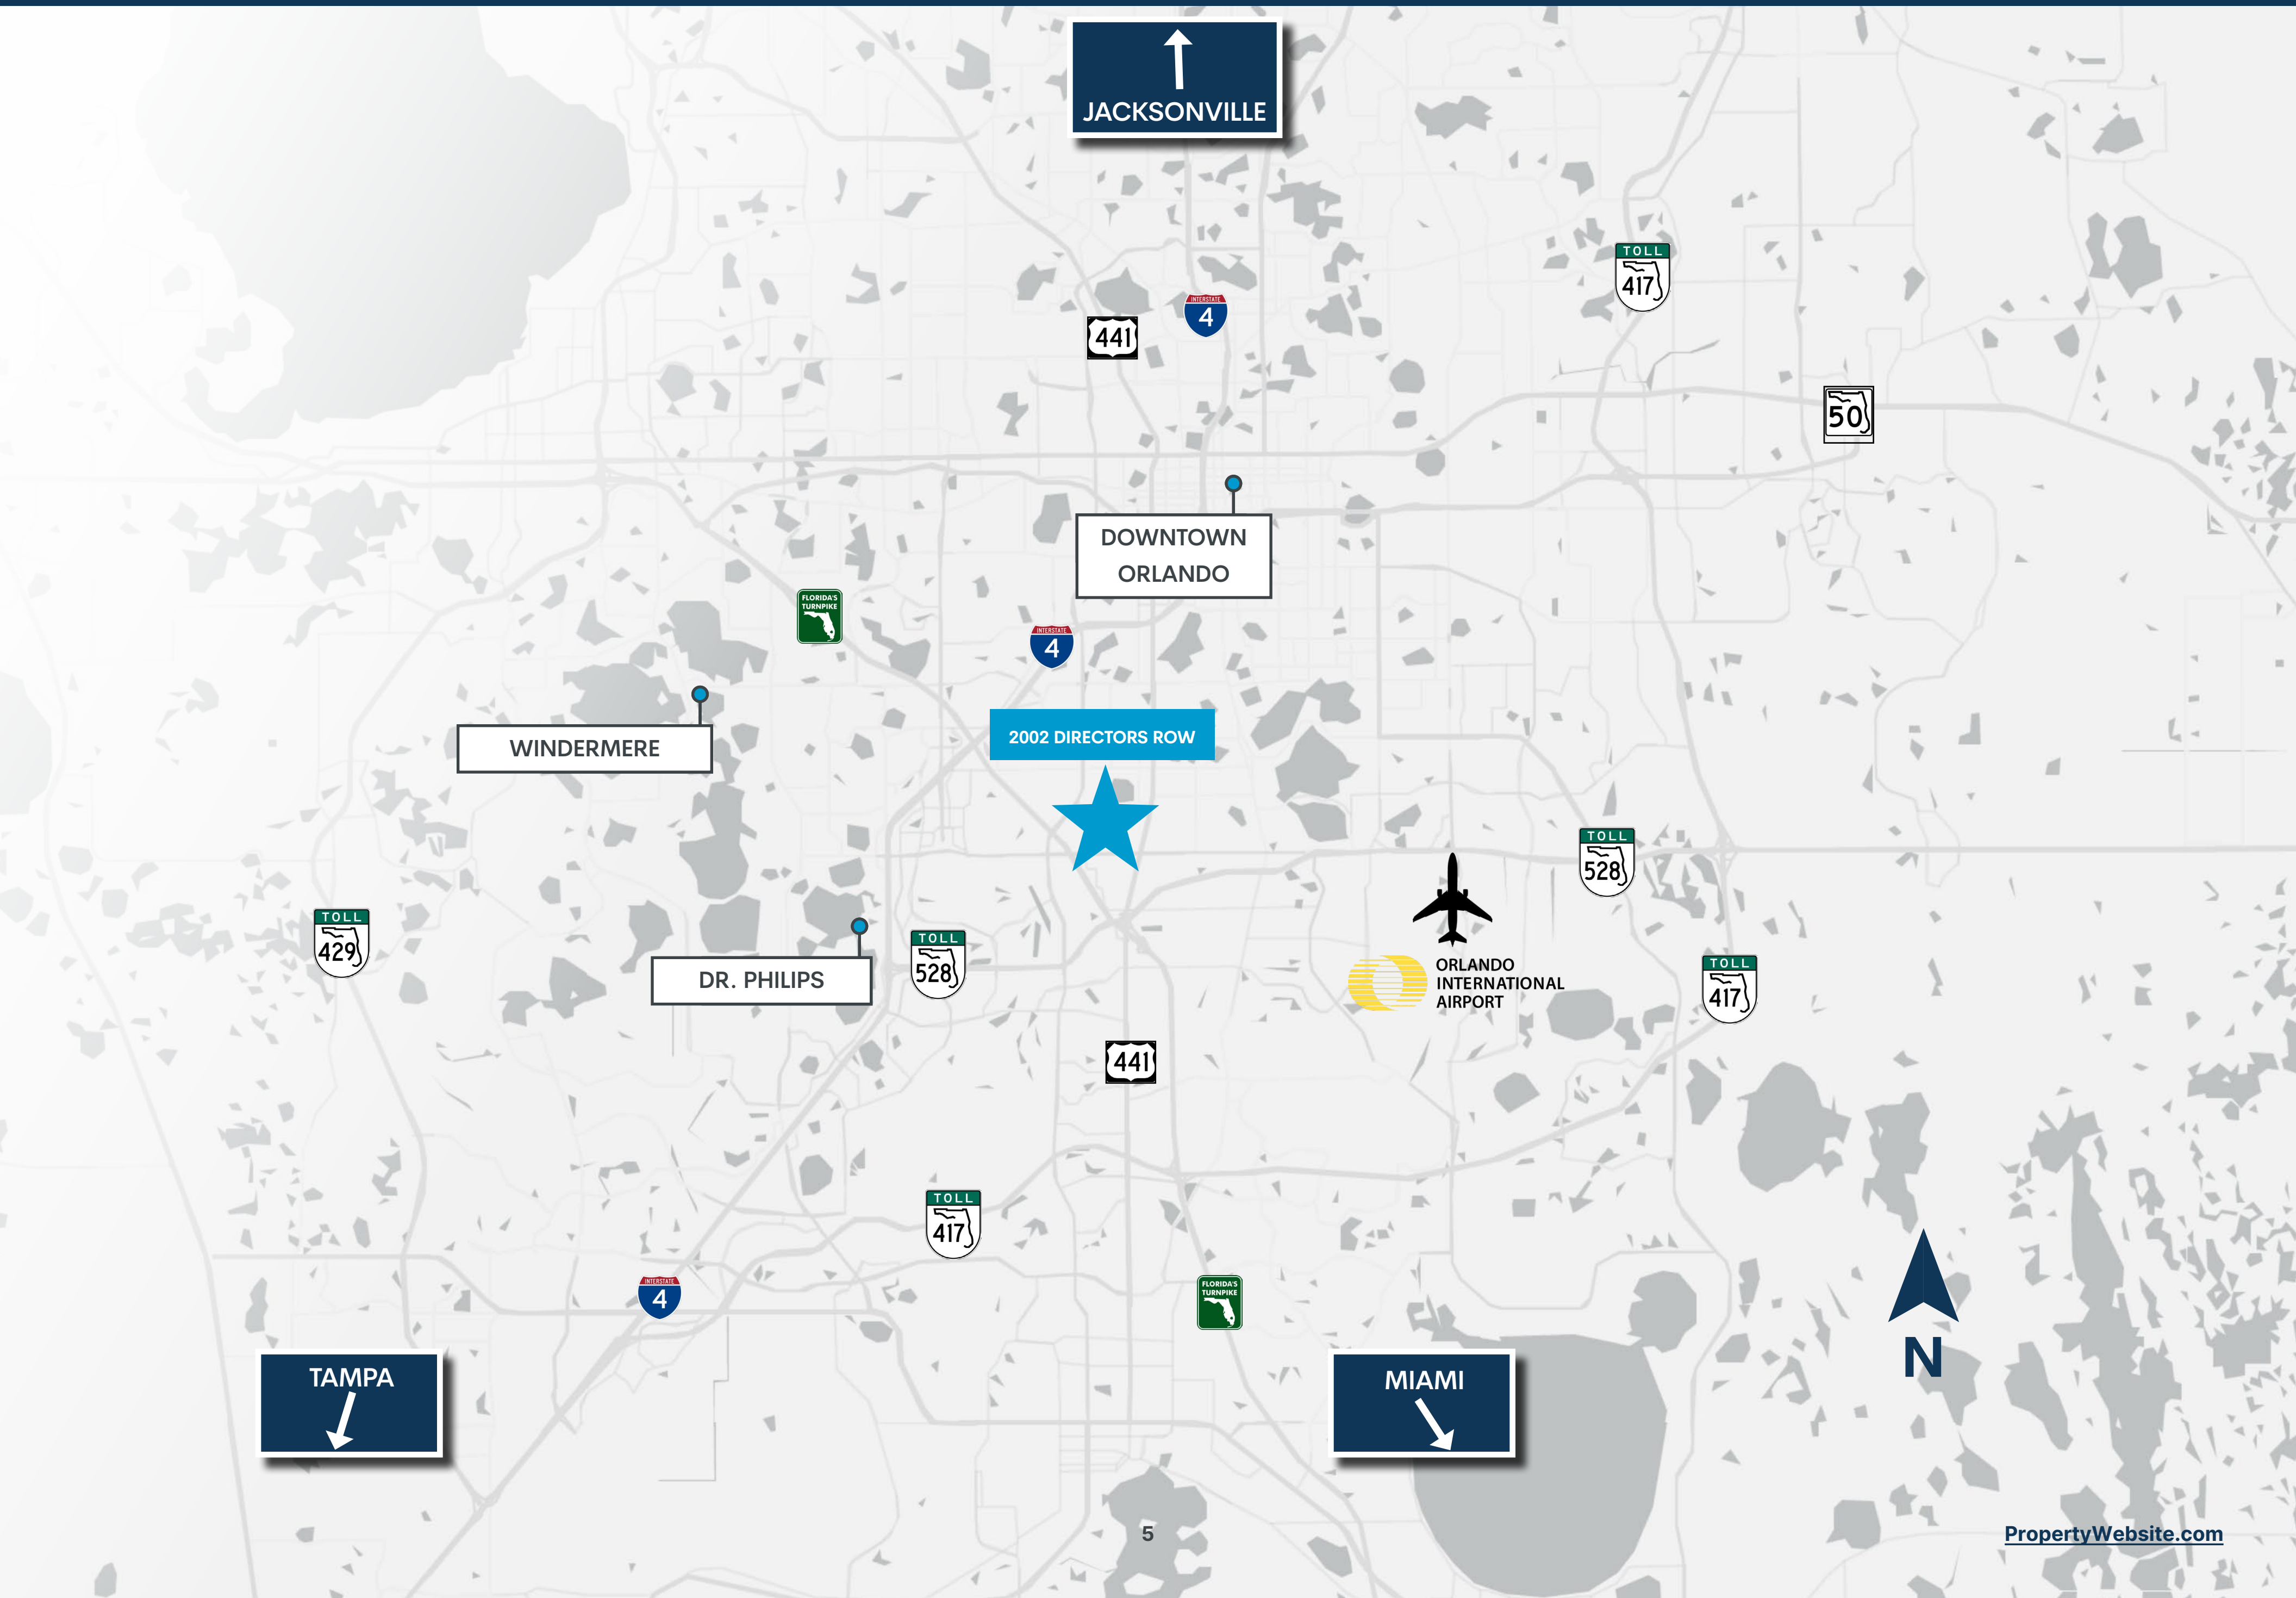 JACKSONVILLE
TOLL
417
INTERSTATE
4
441
50
DOWNTOWN
ORLANDO
FLORIDA'S
TURNPIKE
INTERSTATE
4
WINDERMERE
2002 DIRECTORS ROW
TOLL
528
TOLL
429
DR. PHILIPS
TOLL
528
ORLANDO
INTERNATIONAL
AIRPORT
TOLL
417
441
TOLL
417
INTERSTATE
4
FLORIDA'S
TURNPIKE
N
TAMPA
MIAMI
5
PropertyWebsite.com